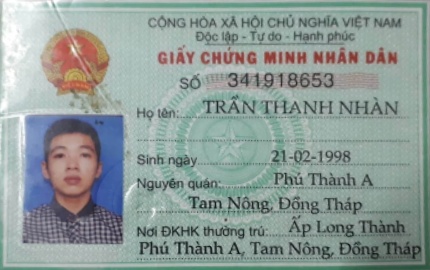 CỘNG HÒA XÃ HỘI CHỦ NGHĨA VIỆT NAM
Độc lập - Tự do - Hạnh phúc
GIẤY CHỨNG MINH NHÂN DÂN
SỐ 341918653
Họ tên: TRẦN THANH NHÀN
Sinh ngày 21-02-1998
Nguyên quán: Phú Thành A
Tam Nông, Đồng Tháp
Nơi ĐKHK thường trú: Ấp Long Thành
Phú Thành A, Tam Nông, Đồng Tháp